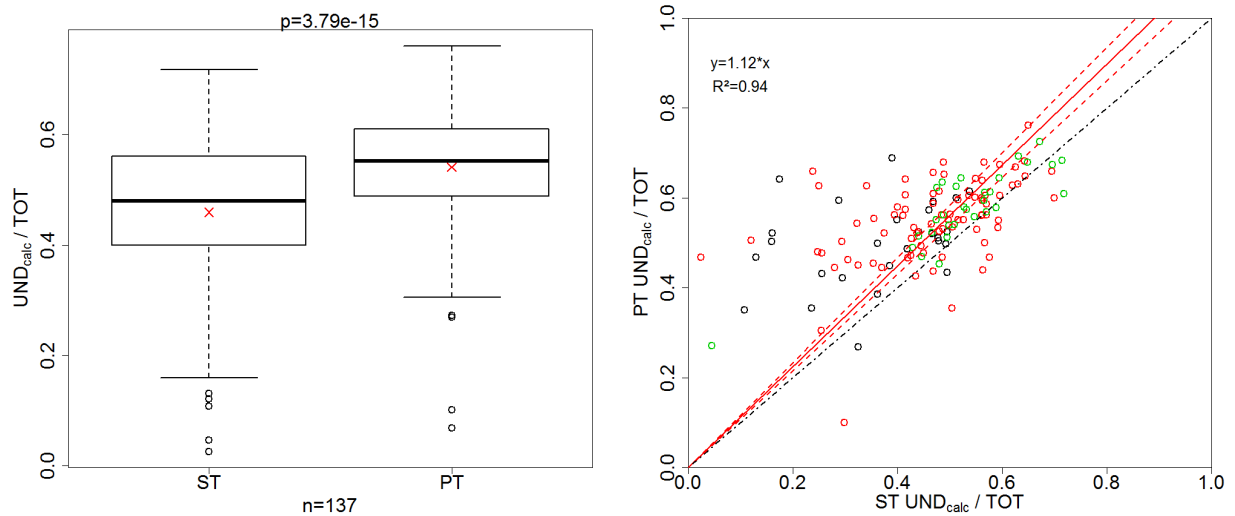 p=3.79e-15
UNDcalc / TOT
0.6
0.4
0.2
0.0
ST PT
n=137
y=1.12*x
R²=0.94
PT UNDcalc / TOT
1.0
0.8
0.6
0.4
0.2
0.0
0.0 0.2 0.4 0.6 0.8 1.0
ST UNDcalc / TOT